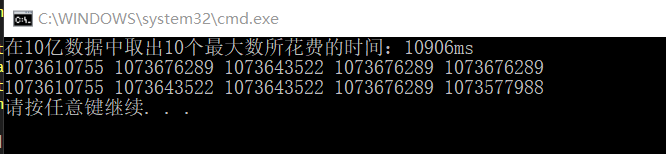 C:\WINDOWS\system32\cmd.exe
在10亿数据中取出10个最大数所花费的时间：10906ms
1073610755 1073676289 1073643522 1073676289 1073676289
1073610755 1073643522 1073643522 1073676289 1073577988
请按任意键继续. . .